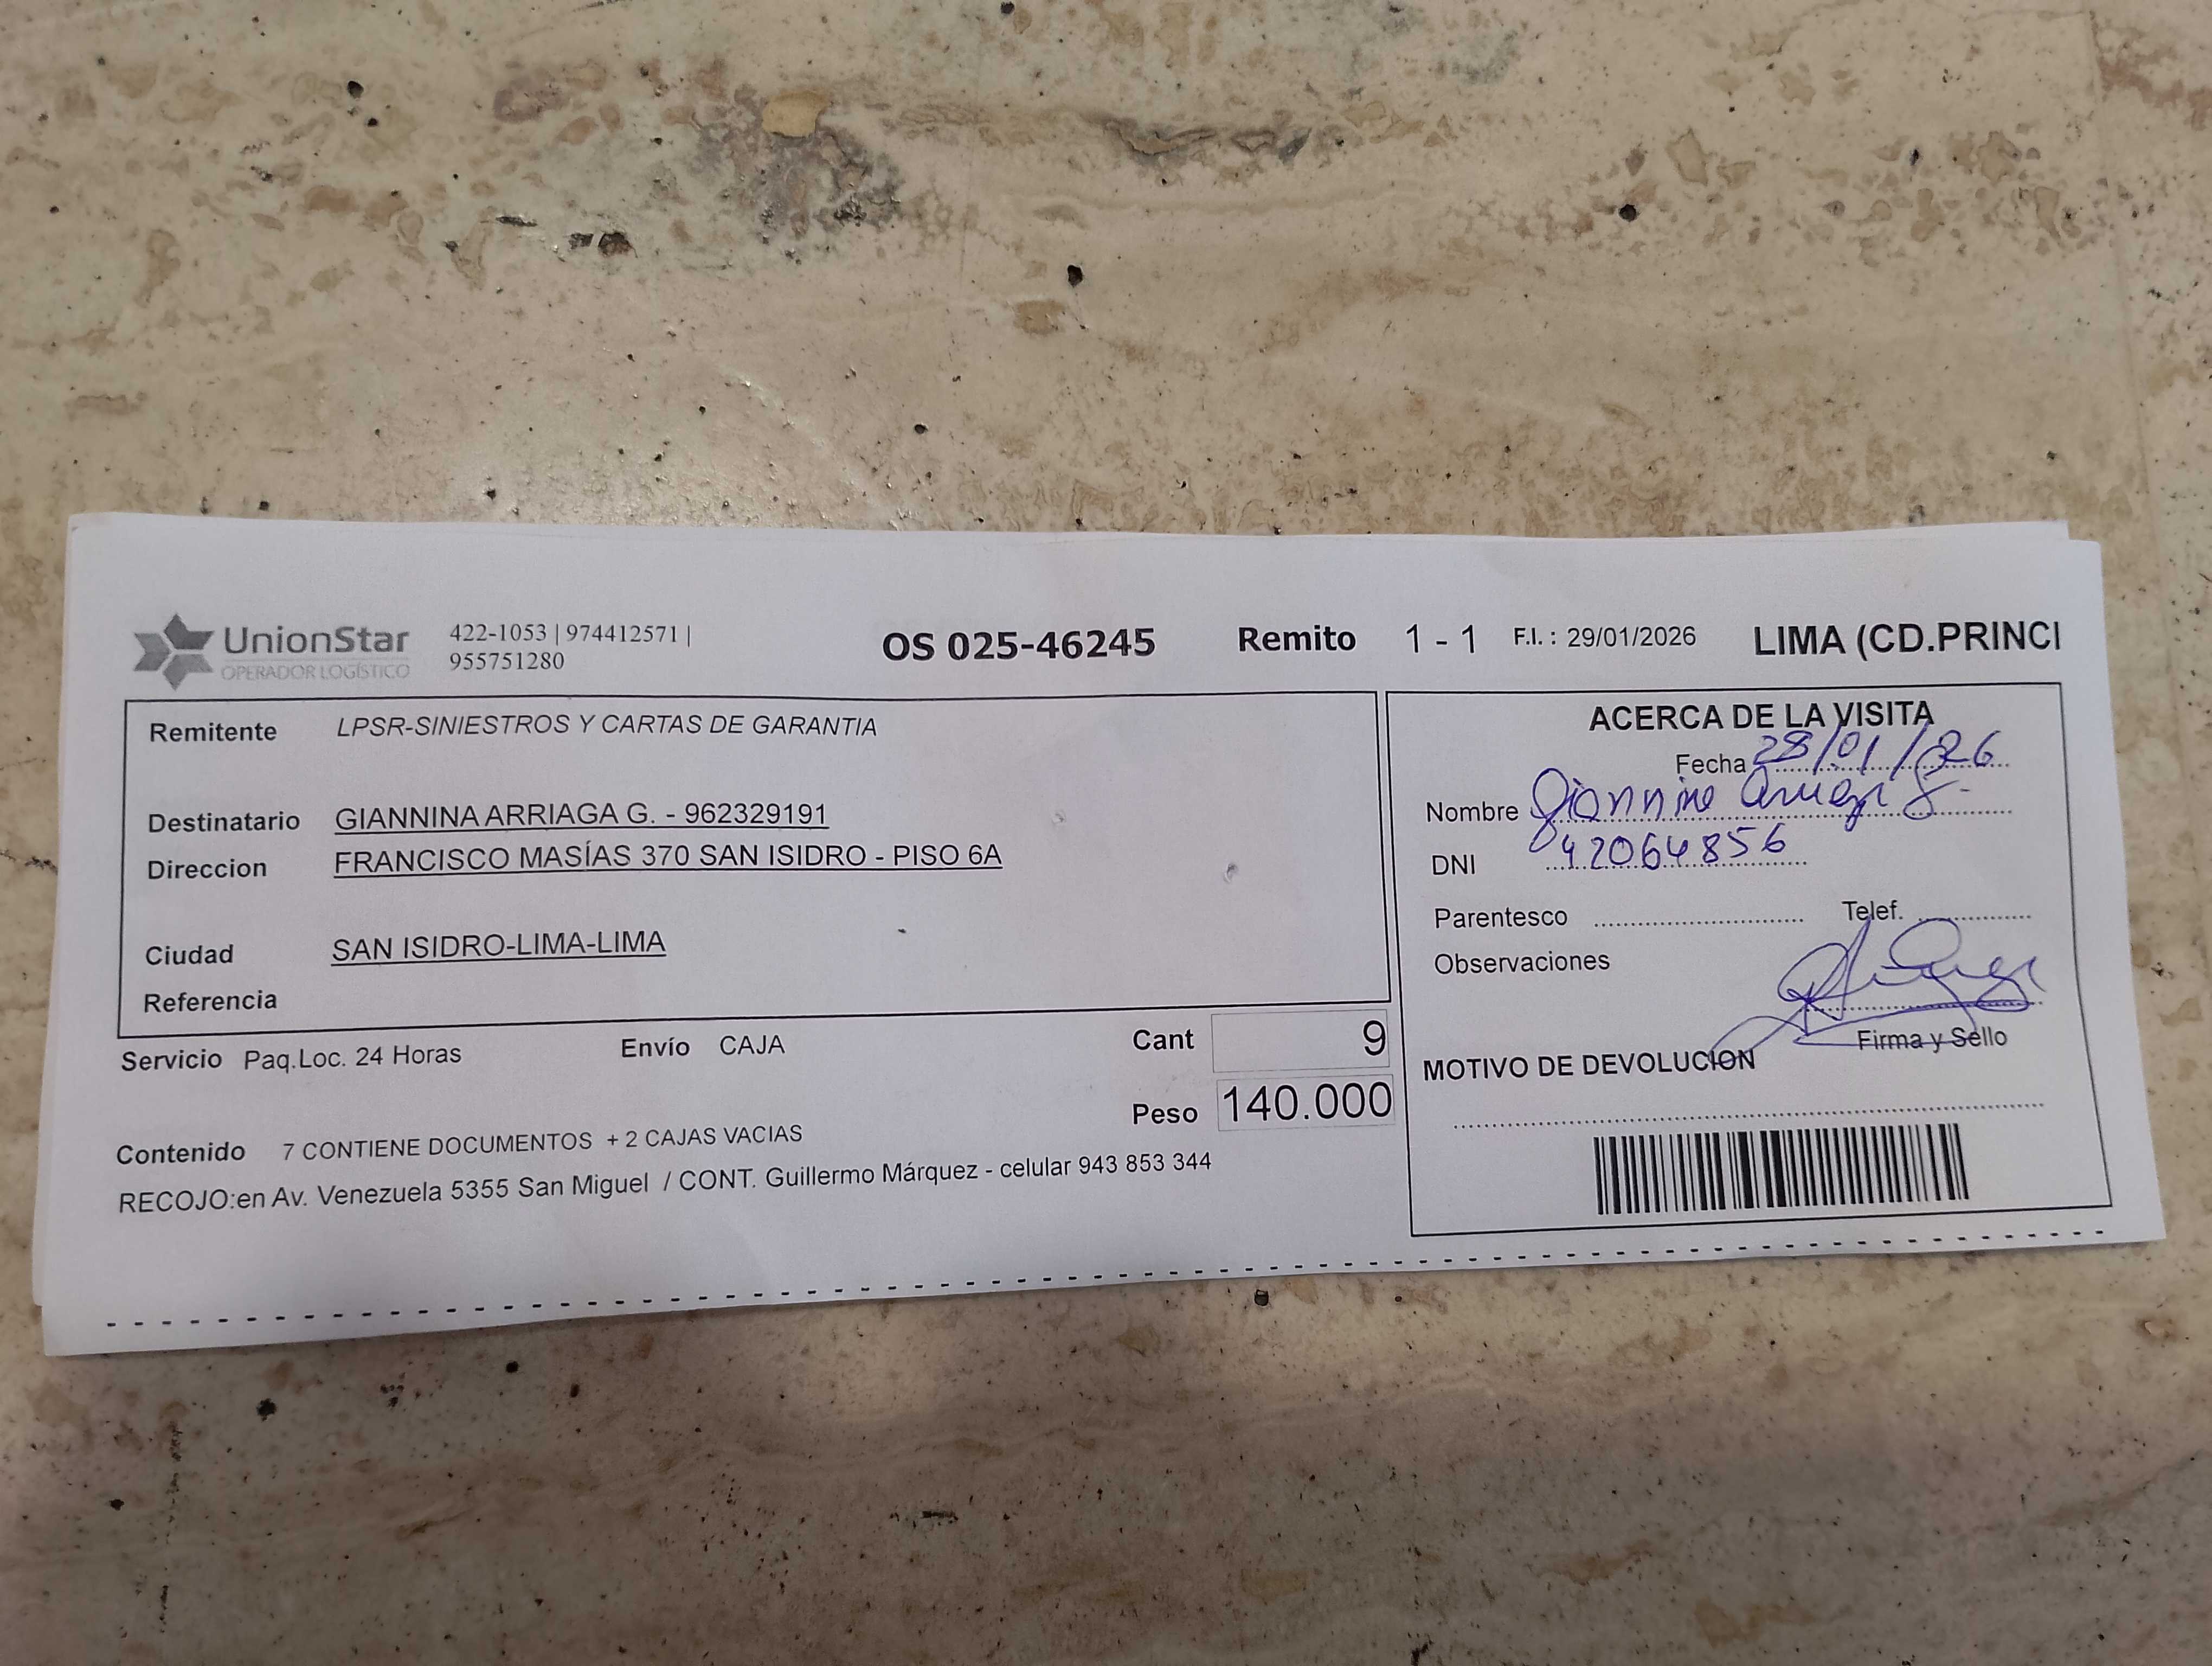 UnionStar
OPERADOR LOGÍSTICO
422-1053 | 974412571 |
955751280
OS 025-46245 Remito 1 - 1 F.I. : 29/01/2026 LIMA (CD.PRINCI
Remitente LPSR-SINIESTROS Y CARTAS DE GARANTIA
Destinatario GIANNINA ARRIAGA G. - 962329191
Direccion FRANCISCO MASÍAS 370 SAN ISIDRO - PISO 6A
Ciudad SAN ISIDRO-LIMA-LIMA
Referencia
Servicio Paq.Loc. 24 Horas Envío CAJA Cant 9
Peso 140.000
Contenido 7 CONTIENE DOCUMENTOS + 2 CAJAS VACIAS
RECOJO:en Av. Venezuela 5355 San Miguel / CONT. Guillermo Márquez - celular 943 853 344
ACERCA DE LA VISITA
Fecha /01/26
Nombre
DNI 42064856
Parentesco Telef.
Observaciones
Firma y Sello
MOTIVO DE DEVOLUCION